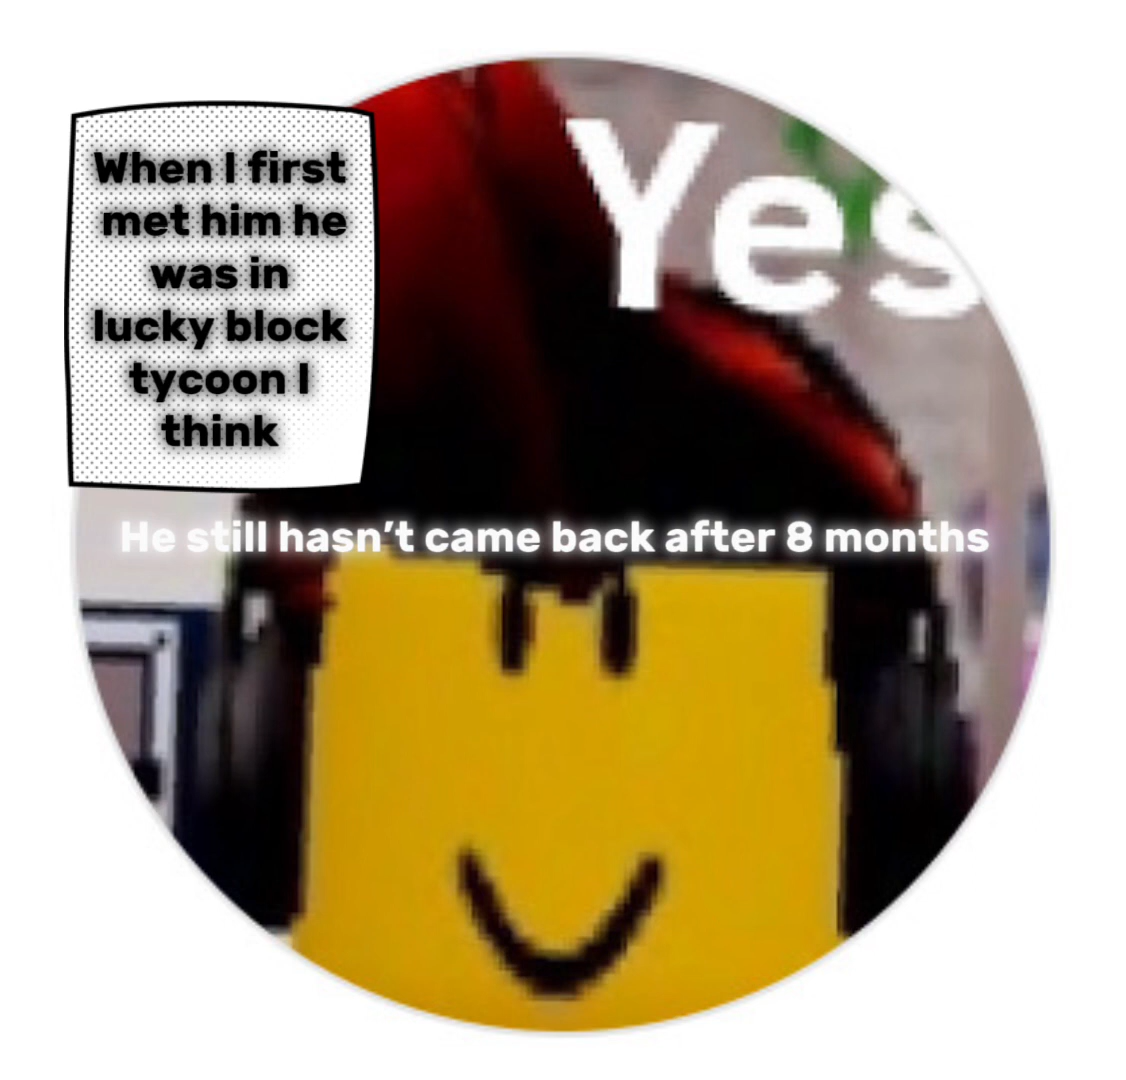 When I first
met him he
was in
lucky block
tycoon I
think
Yes
He still hasn't came back after 8 months